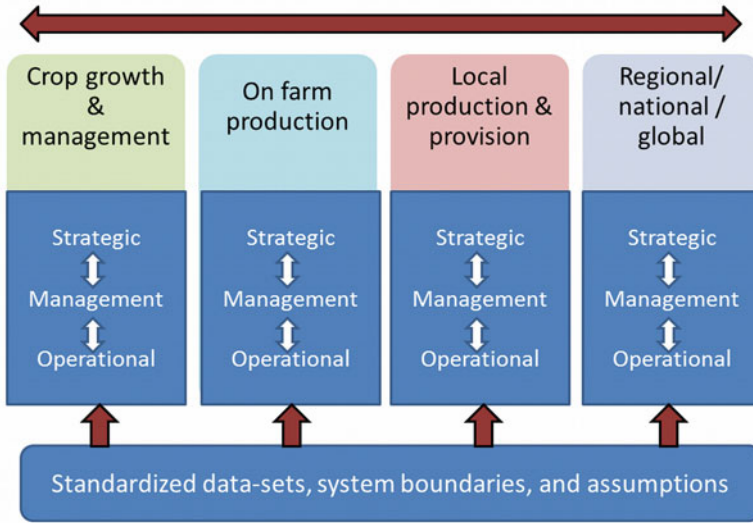 Crop growth
&
management
On farm
production
Local
production &
provision
Regional/
national /
global
Strategic
Management
Operational
Strategic
Management
Operational
Strategic
Management
Operational
Strategic
Management
Operational
Standardized data-sets, system boundaries, and assumptions